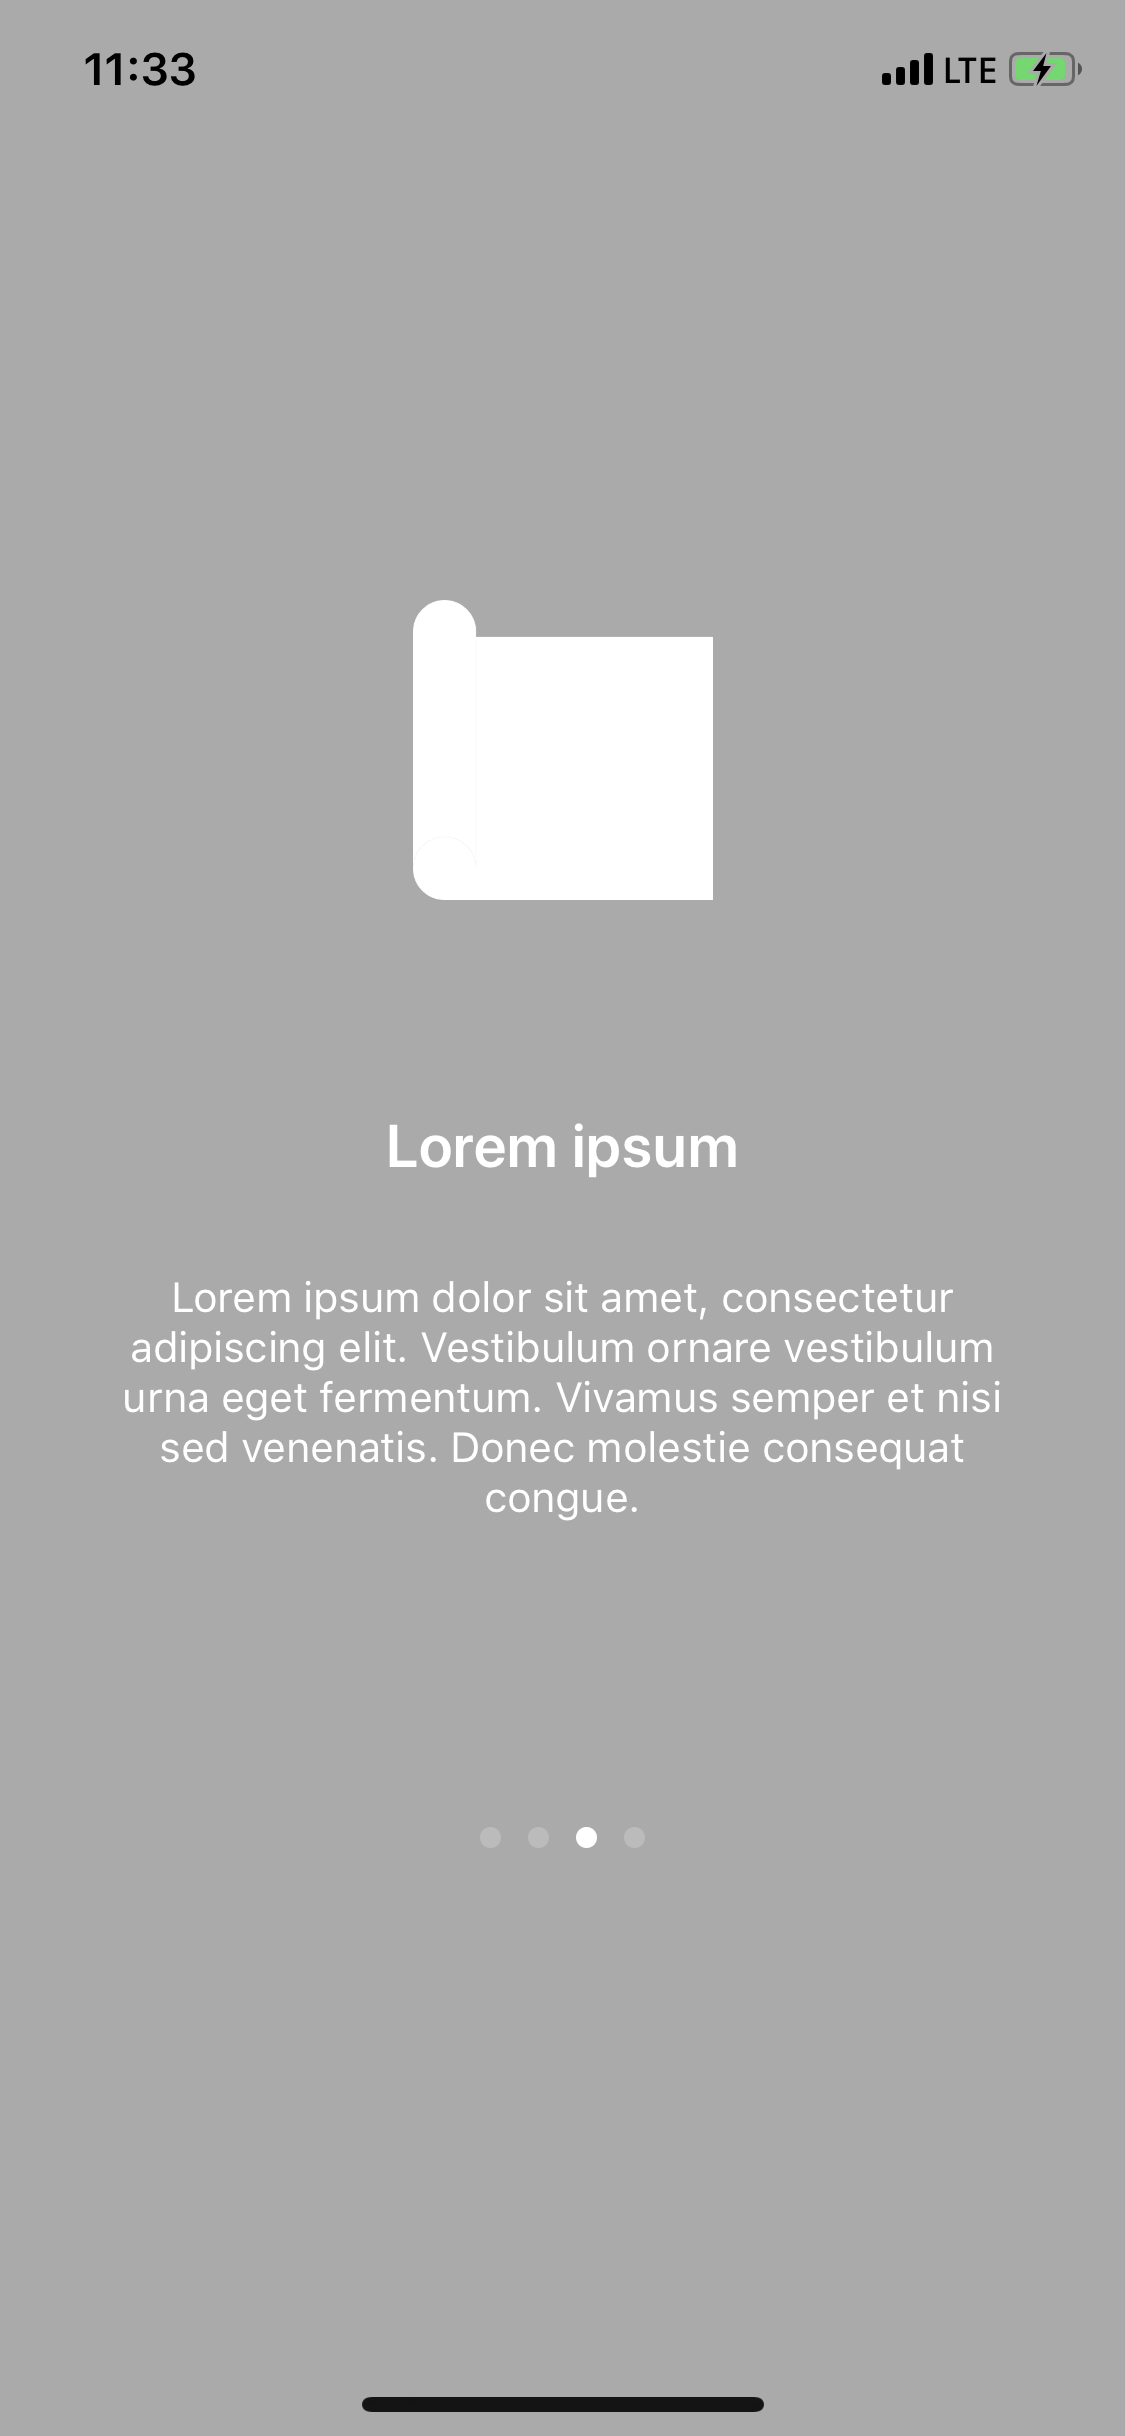 11:33
LTE
Lorem ipsum
Lorem ipsum dolor sit amet, consectetur
adipiscing elit. Vestibulum ornare vestibulum
urna eget fermentum. Vivamus semper et nisi
sed venenatis. Donec molestie consequat
congue.